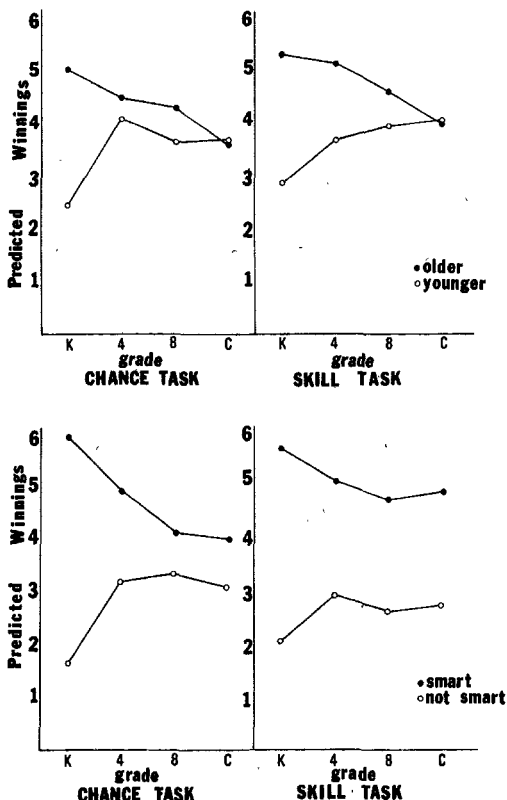 6
5
4
3
2
1
Predicted Winnings
K 4 8 C
grade
CHANCE TASK
6
5
4
3
2
1
older
younger
K 4 8 C
grade
SKILL TASK
6
5
4
3
2
1
Predicted Winnings
K 4 8 C
grade
CHANCE TASK
6
5
4
3
2
1
smart
not smart
K 4 8 C
grade
SKILL TASK